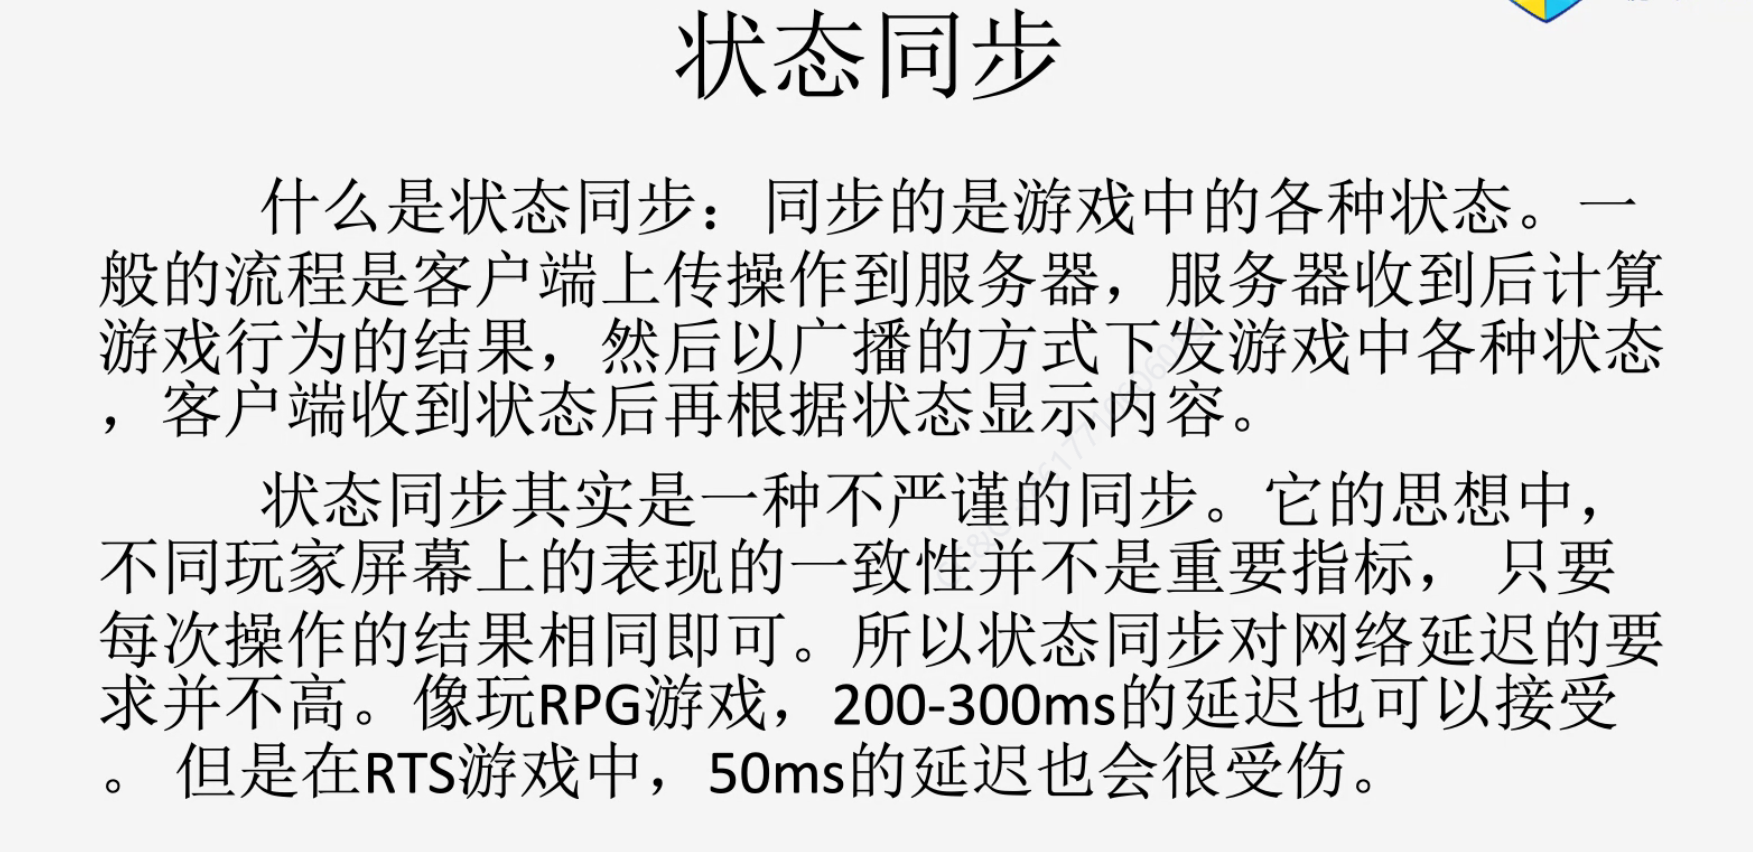 状态同步
什么是状态同步：同步的是游戏中的各种状态。一
般的流程是客户端上传操作到服务器，服务器收到后计算
游戏行为的结果，然后以广播的方式下发游戏中各种状态
，客户端收到状态后再根据状态显示内容。
状态同步其实是一种不严谨的同步。它的思想中，
不同玩家屏幕上的表现的一致性并不是重要指标， 只要
每次操作的结果相同即可。所以状态同步对网络延迟的要
求并不高。像玩RPG游戏，200-300ms的延迟也可以接受
。 但是在RTS游戏中，50ms的延迟也会很受伤。